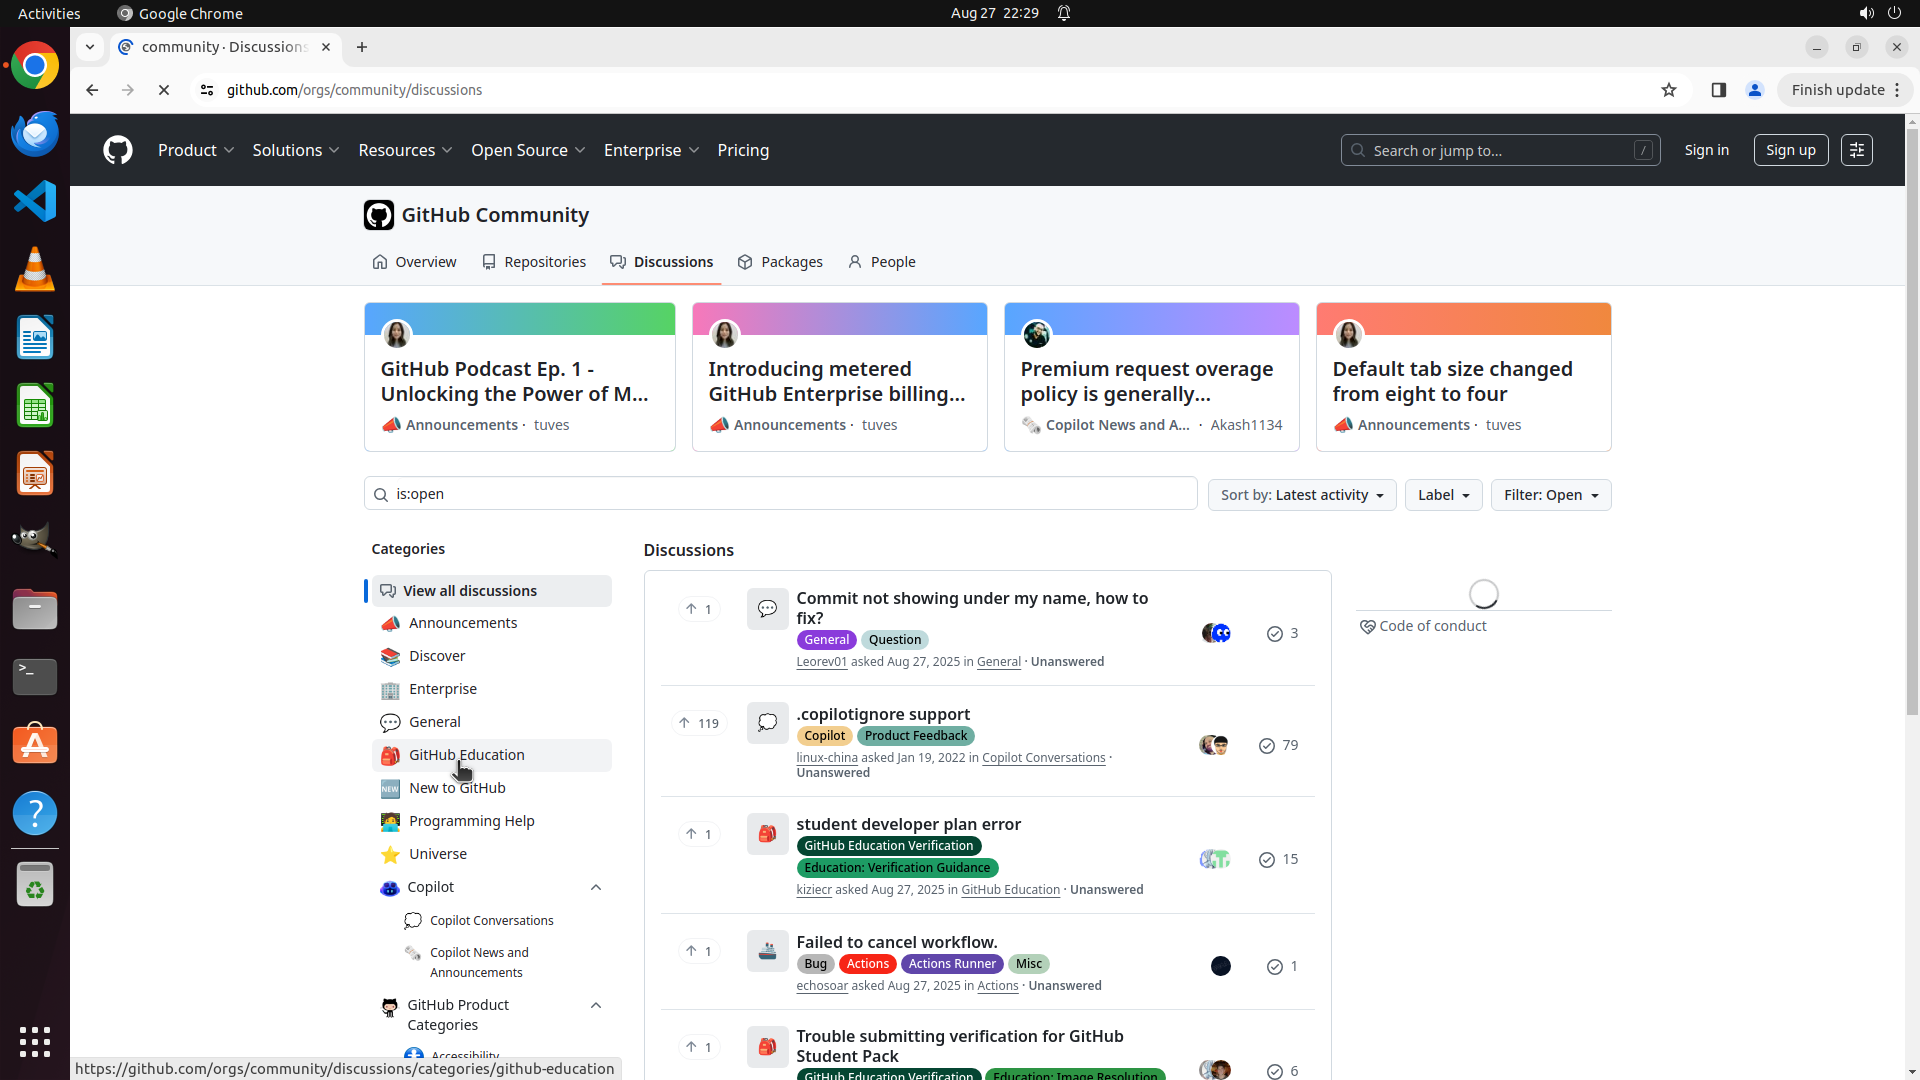 Activities
Google Chrome
Aug 27 22:29
community · Discussions
github.com/orgs/community/discussions
Finish update
Product
Solutions
Resources
Open Source
Enterprise
Pricing
Search or jump to...
/
Sign in
Sign up
GitHub Community
Overview
Repositories
Discussions
Packages
People
GitHub Podcast Ep. 1 -
Unlocking the Power of M...
Announcements · tuves
Introducing metered
GitHub Enterprise billing...
Announcements · tuves
Premium request overage
policy is generally...
Copilot News and A... · Akash1134
Default tab size changed
from eight to four
Announcements · tuves
is:open
Sort by: Latest activity
Label
Filter: Open
Categories
View all discussions
Announcements
Discover
Enterprise
General
GitHub Education
NEW
New to GitHub
Programming Help
Universe
Copilot
Copilot Conversations
Copilot News and
Announcements
GitHub Product
Categories
Accessibility
Discussions
1
Commit not showing under my name, how to
fix?
General
Question
Leorev01 asked Aug 27, 2025 in General · Unanswered
3
119
.copilotignore support
Copilot
Product Feedback
linux-china asked Jan 19, 2022 in Copilot Conversations ·
Unanswered
79
1
student developer plan error
GitHub Education Verification
Education: Verification Guidance
kiziecr asked Aug 27, 2025 in GitHub Education · Unanswered
15
1
Failed to cancel workflow.
Bug
Actions
Actions Runner
Misc
echosoar asked Aug 27, 2025 in Actions · Unanswered
1
1
Trouble submitting verification for GitHub
Student Pack
GitHub Education Verification
Education: Image Resolution
6
Code of conduct
https://github.com/orgs/community/discussions/categories/github-education